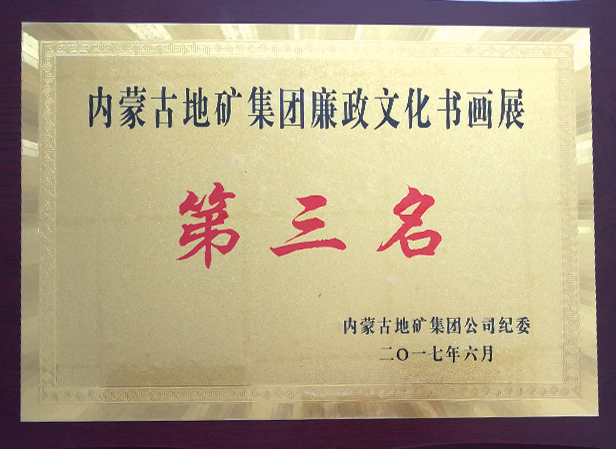 内蒙古地矿集团廉政文化书画展
第三名
内蒙古地矿集团公司纪委
二〇一七年六月